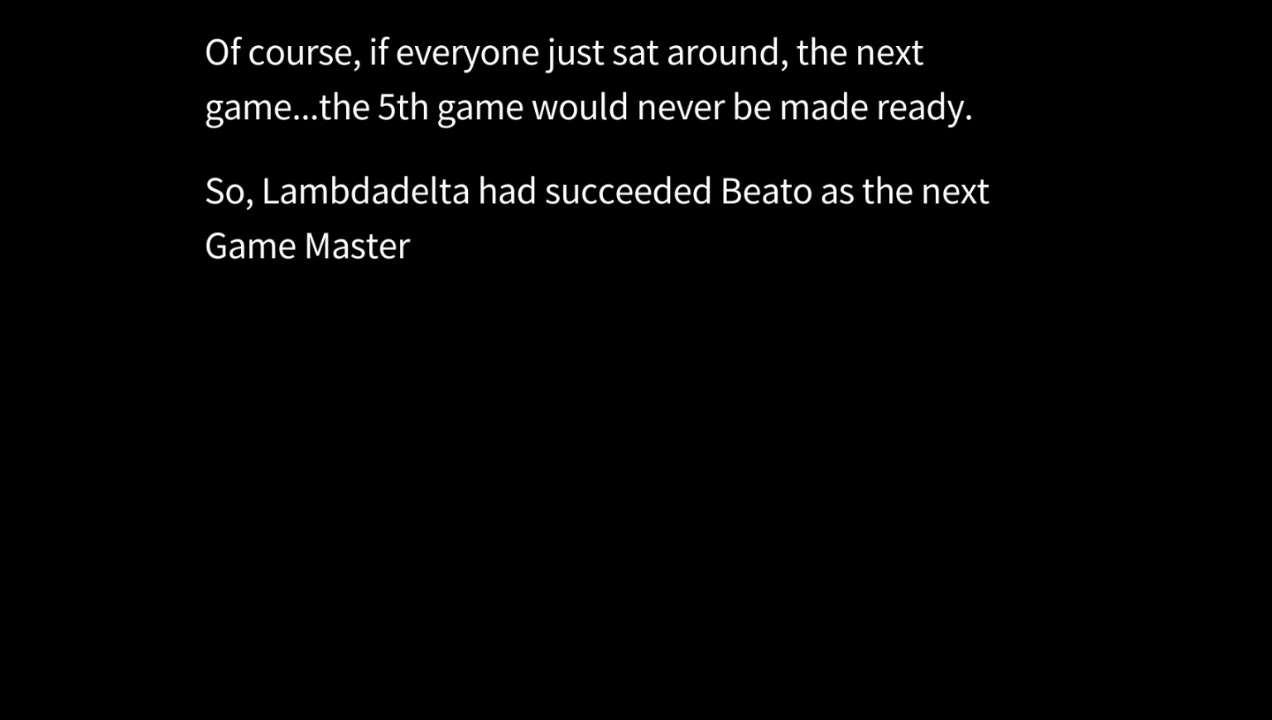 Of course, if everyone just sat around, the next
game...the 5th game would never be made ready.
So, Lambdadelta had succeeded Beato as the next
Game Master